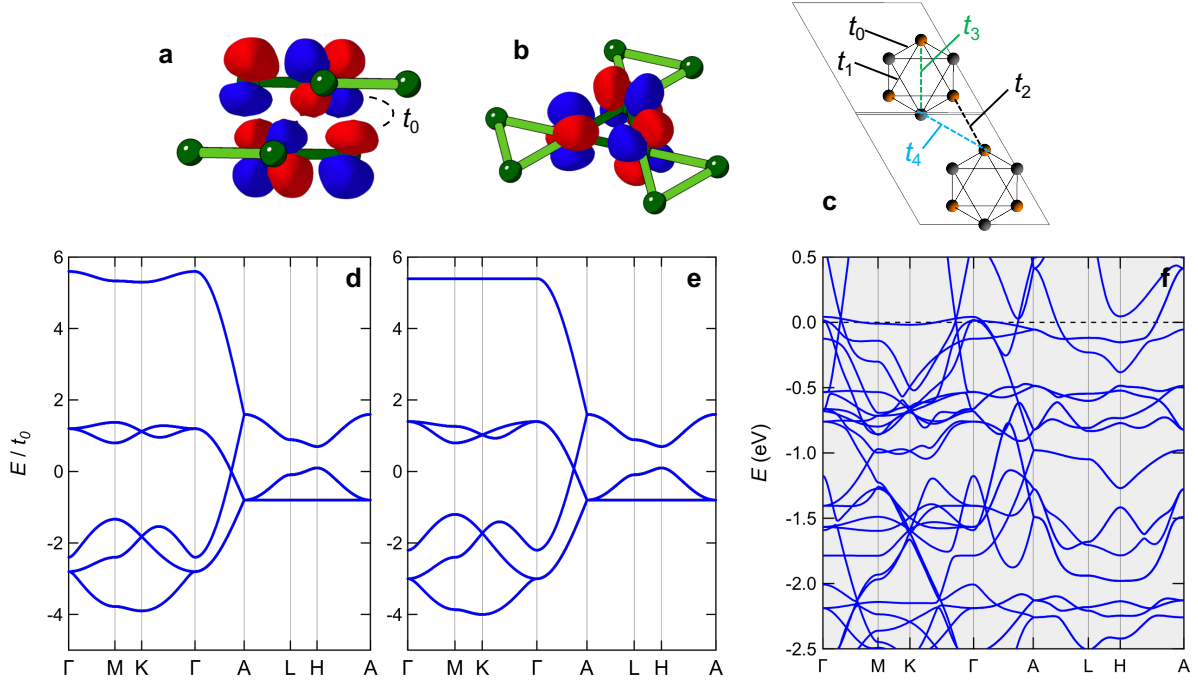 a
t0
b
t0
t1
t3
t2
t4
c
d
6
4
2
0
-2
-4
E / t0
Γ M K Γ A L H A
e
6
4
2
0
-2
-4
Γ M K Γ A L H A
f
0.5
0.0
-0.5
-1.0
-1.5
-2.0
-2.5
E (eV)
Γ M K Γ A L H A